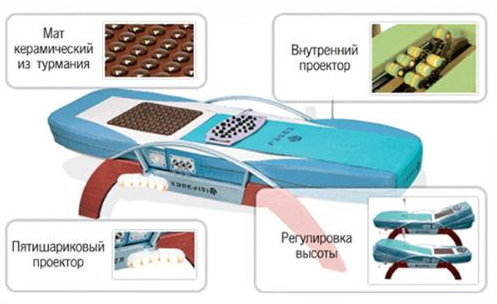 Мат
керамический
из турмания
Внутренний
проектор
Пятишариковый
проектор
Регулировка
высоты